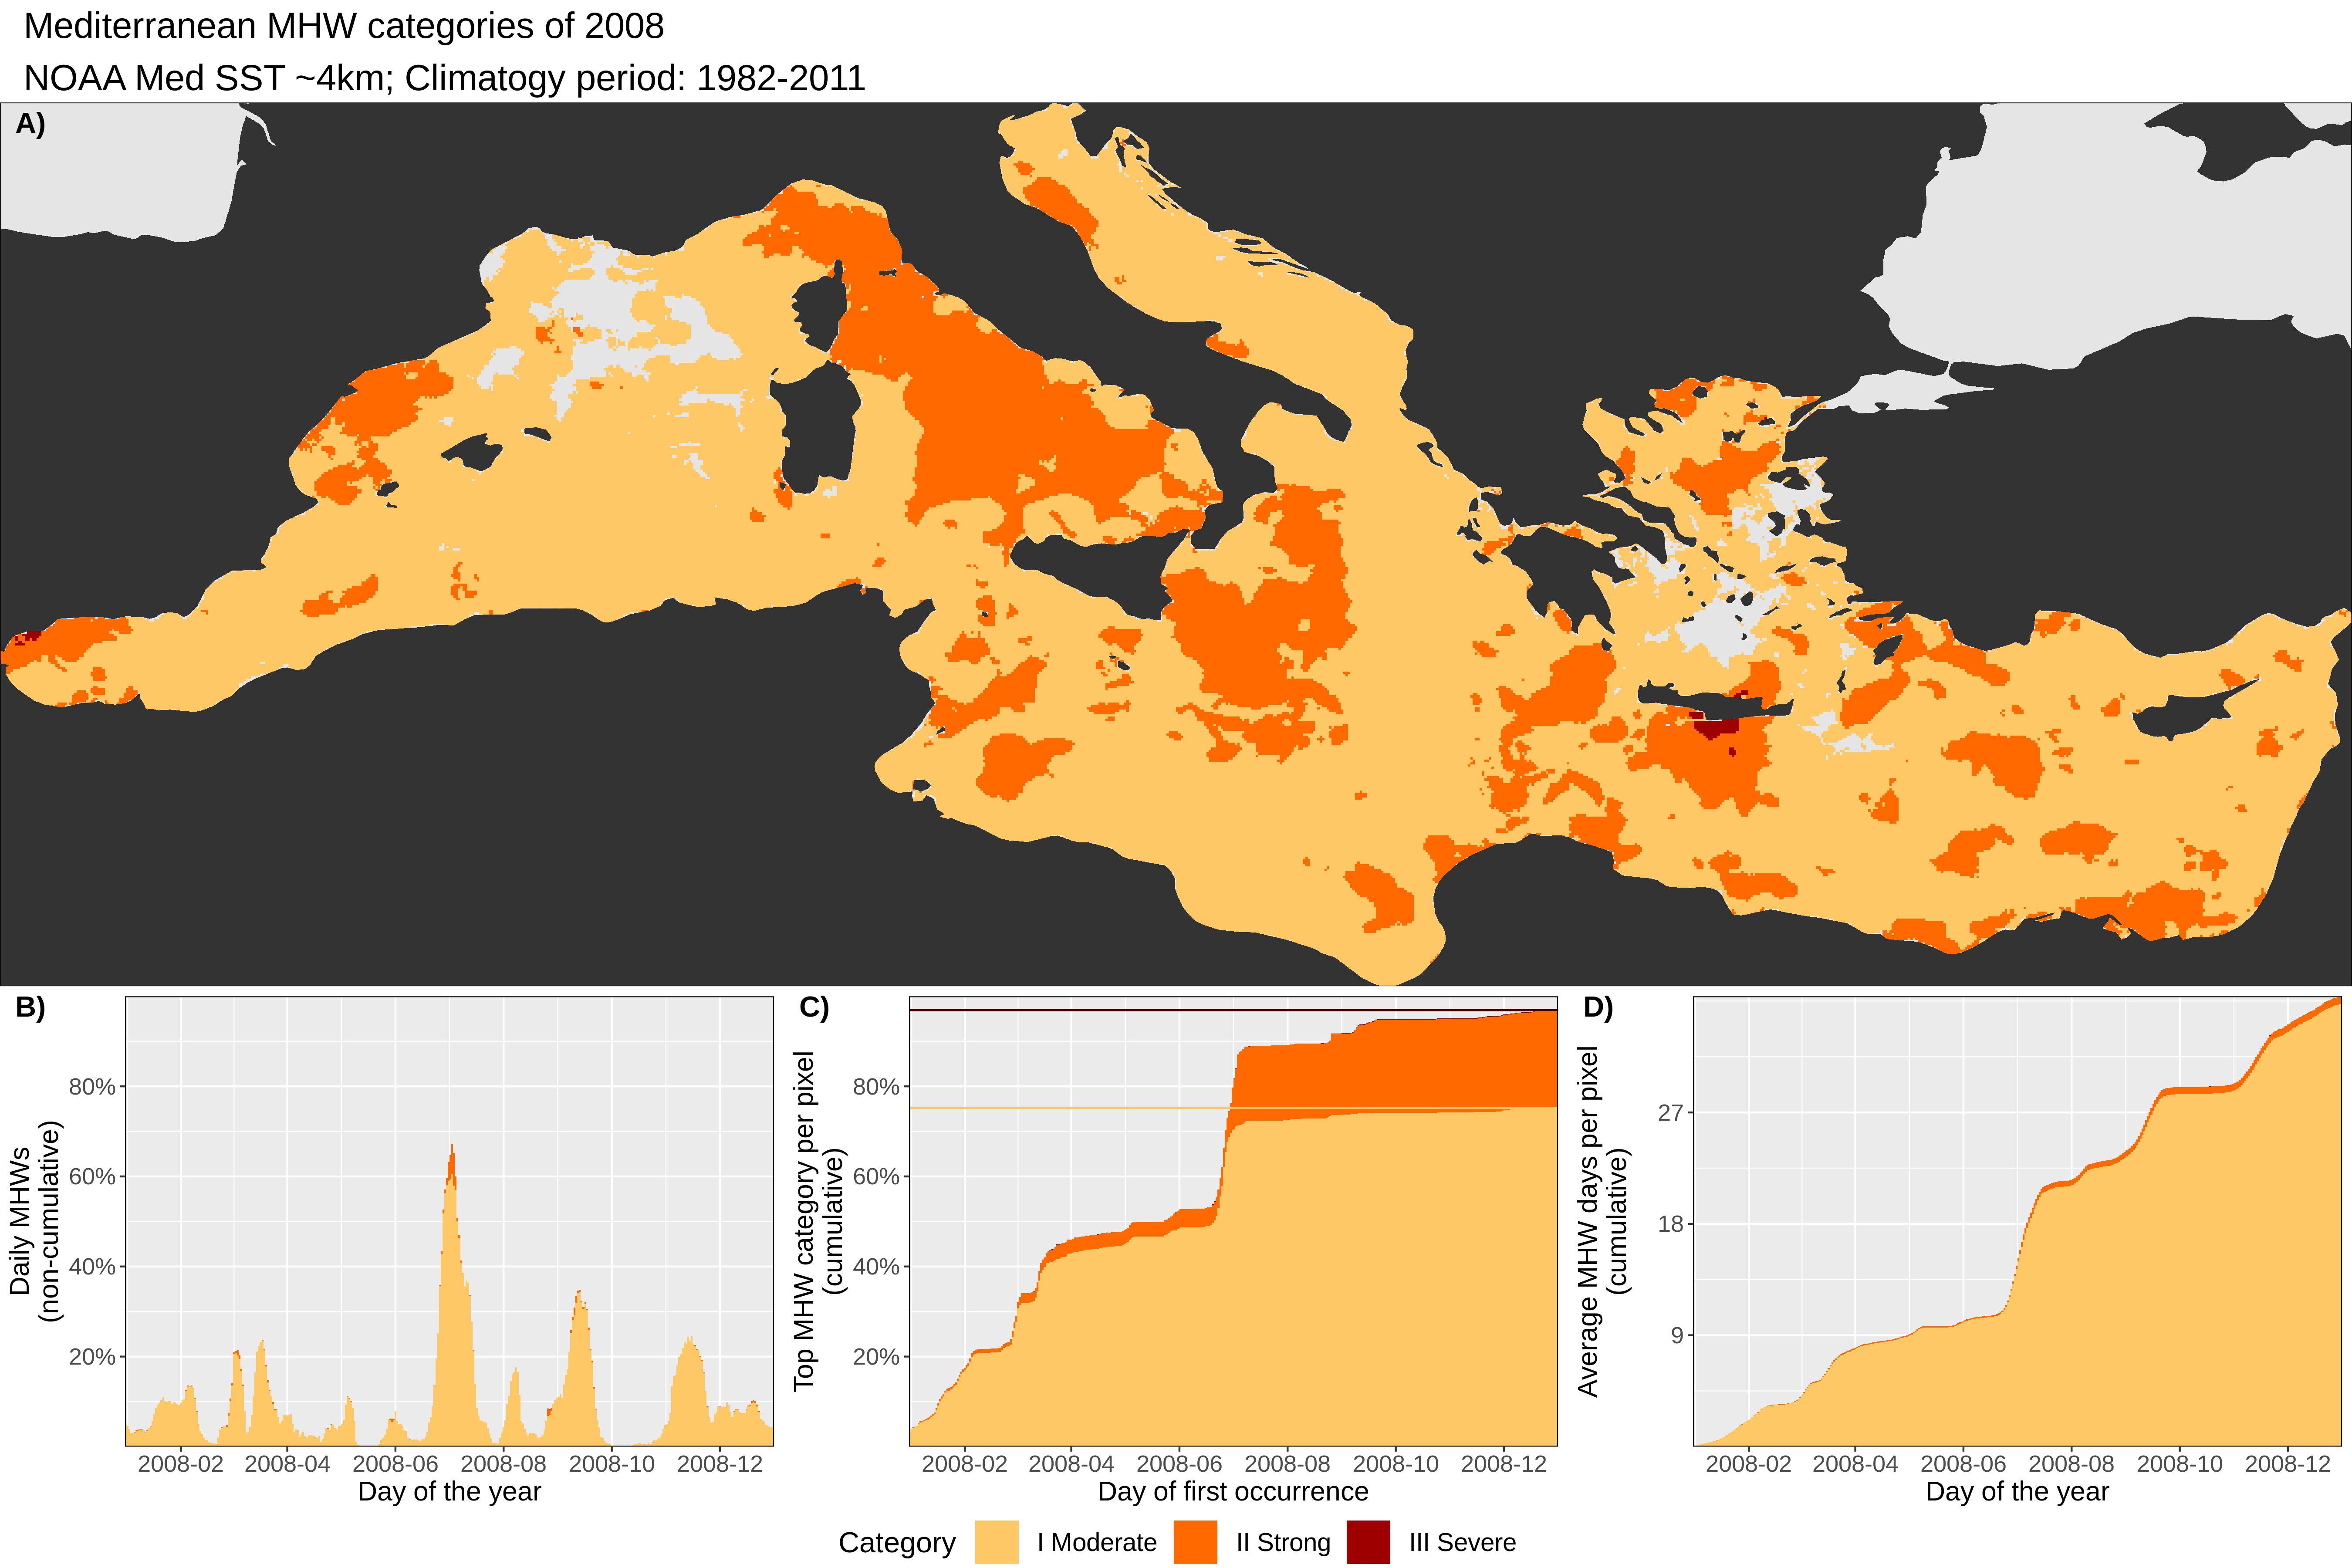 Mediterranean MHW categories of 2008
NOAA Med SST ~4km; Climatogy period: 1982-2011
A)
B)
Daily MHWs
(non-cumulative)
80%
60%
40%
20%
2008-02 2008-04 2008-06 2008-08 2008-10 2008-12
Day of the year
C)
Top MHW category per pixel
(cumulative)
80%
60%
40%
20%
2008-02 2008-04 2008-06 2008-08 2008-10 2008-12
Day of first occurrence
D)
Average MHW days per pixel
(cumulative)
27
18
9
2008-02 2008-04 2008-06 2008-08 2008-10 2008-12
Day of the year
Category I Moderate II Strong III Severe